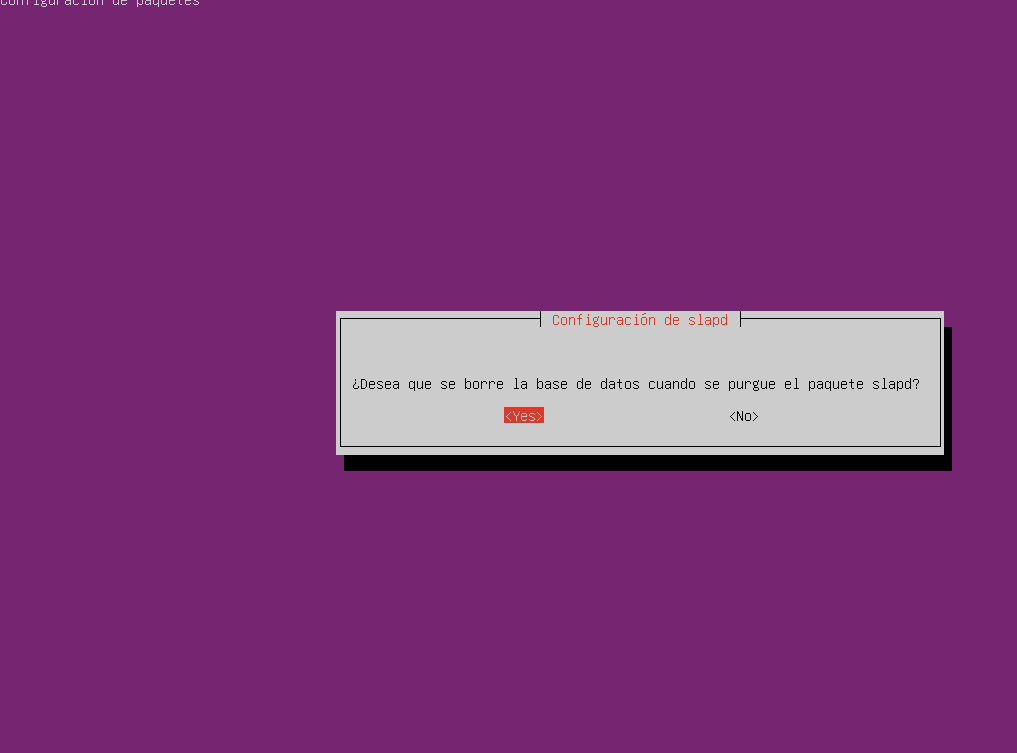 Configuración de paquetes
Configuración de slapd
¿Desea que se borre la base de datos cuando se purgue el paquete slapd?
<Yes> <No>